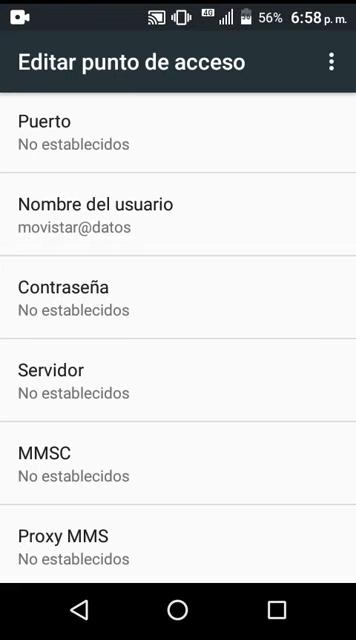 4G 56% 6:58 p. m.
Editar punto de acceso
Puerto
No establecidos
Nombre del usuario
movistar@datos
Contraseña
No establecidos
Servidor
No establecidos
MMSC
No establecidos
Proxy MMS
No establecidos